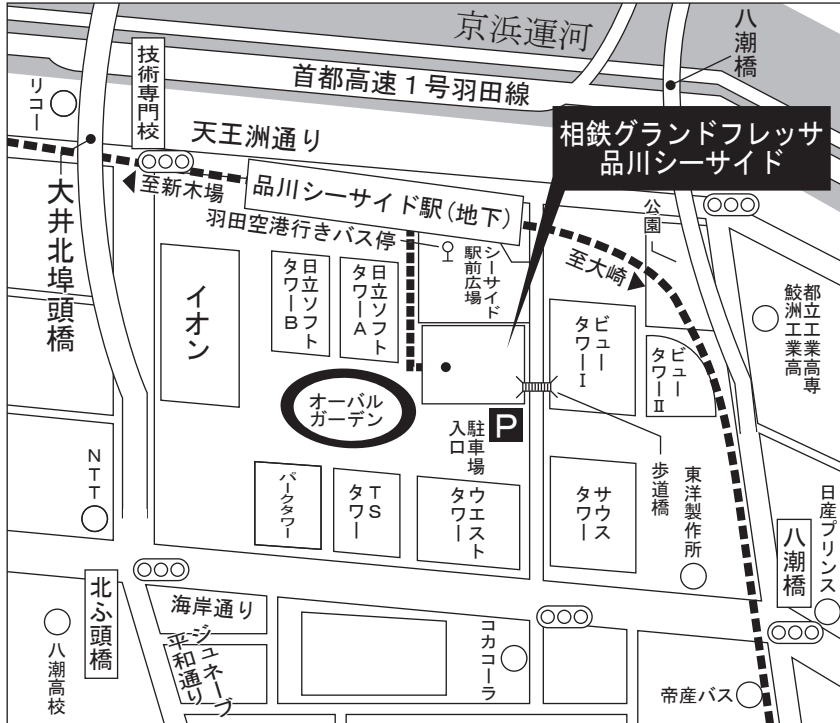 京浜運河
八潮橋
首都高速1号羽田線
技術専門校
リコー
天王洲通り
相鉄グランドフレッサ
品川シーサイド
至新木場
品川シーサイド駅(地下)
羽田空港行きバス停
大井北埠頭橋
シーサイド
駅前広場
公園
至大崎
イオン
日立ソフト
タワーB
日立ソフト
タワーA
ビュー
タワーⅠ
ビュー
タワーⅡ
都立工業高専
鮫洲工業高
オーバル
ガーデン
P
駐車場
入口
歩道橋
NTT
パークタワー
TS
タワー
ウエスト
タワー
サウス
タワー
東洋製作所
八潮橋
日産プリンス
北ふ頭橋
海岸通り
ジュネーブ
平和通り
八潮高校
コカコーラ
帝産バス